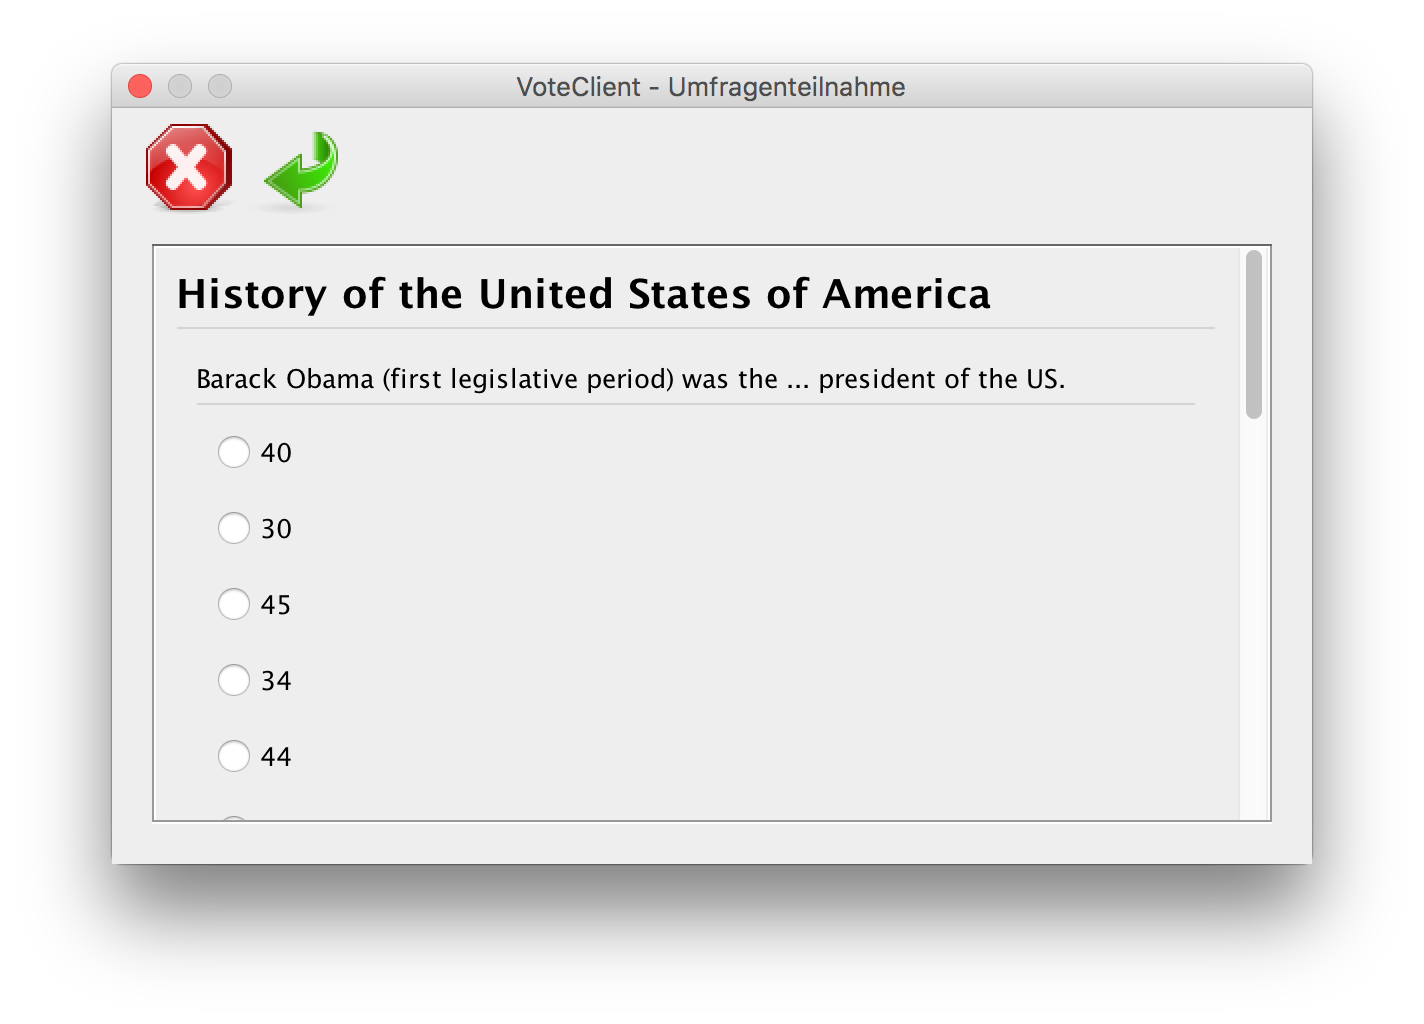 VoteClient - Umfragenteilnahme
History of the United States of America
Barack Obama (first legislative period) was the ... president of the US.
40
30
45
34
44